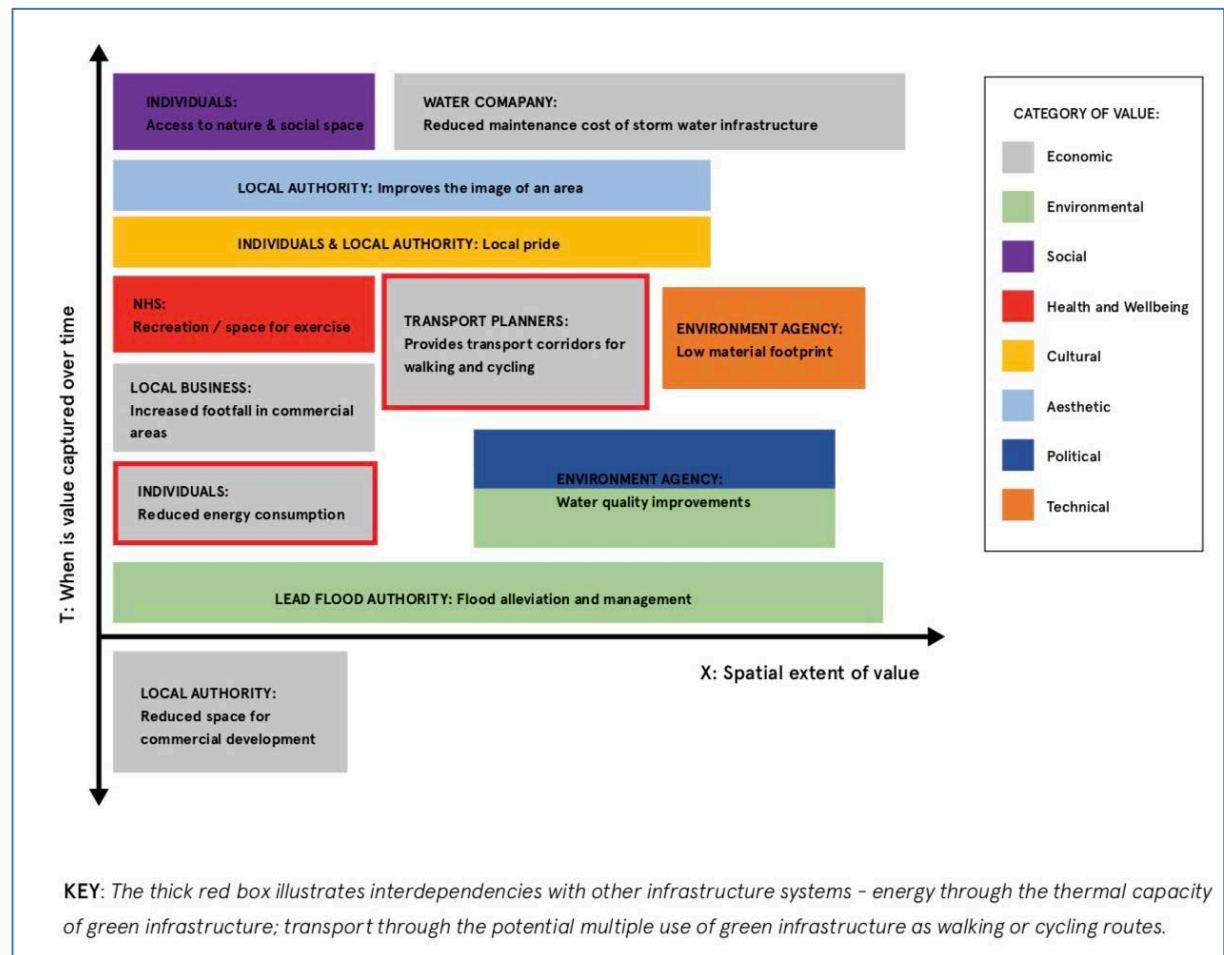 INDIVIDUALS:
Access to nature & social space
WATER COMAPANY:
Reduced maintenance cost of storm water infrastructure
LOCAL AUTHORITY: Improves the image of an area
INDIVIDUALS & LOCAL AUTHORITY: Local pride
NHS:
Recreation / space for exercise
TRANSPORT PLANNERS:
Provides transport corridors for
walking and cycling
ENVIRONMENT AGENCY:
Low material footprint
LOCAL BUSINESS:
Increased footfall in commercial
areas
INDIVIDUALS:
Reduced energy consumption
ENVIRONMENT AGENCY:
Water quality improvements
LEAD FLOOD AUTHORITY: Flood alleviation and management
T: When is value captured over time
X: Spatial extent of value
LOCAL AUTHORITY:
Reduced space for
commercial development
CATEGORY OF VALUE:
Economic
Environmental
Social
Health and Wellbeing
Cultural
Aesthetic
Political
Technical
KEY: The thick red box illustrates interdependencies with other infrastructure systems - energy through the thermal capacity
of green infrastructure; transport through the potential multiple use of green infrastructure as walking or cycling routes.